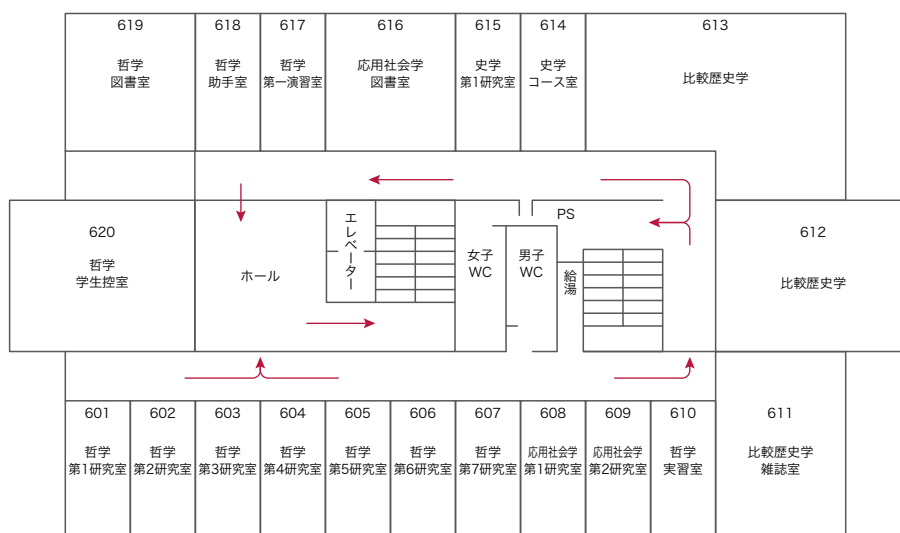 619
哲学
図書室
618
哲学
助手室
617
哲学
第一演習室
616
応用社会学
図書室
615
史学
第1研究室
614
史学
コース室
613
比較歴史学
620
哲学
学生控室
ホール
エレベーター
女子
WC
男子
WC
PS
給湯
612
比較歴史学
601
哲学
第1研究室
602
哲学
第2研究室
603
哲学
第3研究室
604
哲学
第4研究室
605
哲学
第5研究室
606
哲学
第6研究室
607
哲学
第7研究室
608
応用社会学
第1研究室
609
応用社会学
第2研究室
610
哲学
実習室
611
比較歴史学
雑誌室